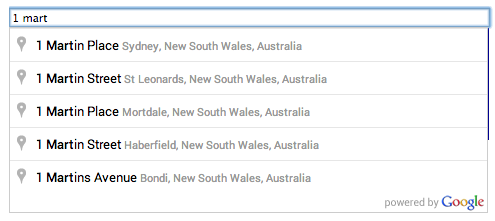 1 mart
1 Martin Place Sydney, New South Wales, Australia
1 Martin Street St Leonards, New South Wales, Australia
1 Martin Place Mortdale, New South Wales, Australia
1 Martin Street Haberfield, New South Wales, Australia
1 Martins Avenue Bondi, New South Wales, Australia
powered by Google